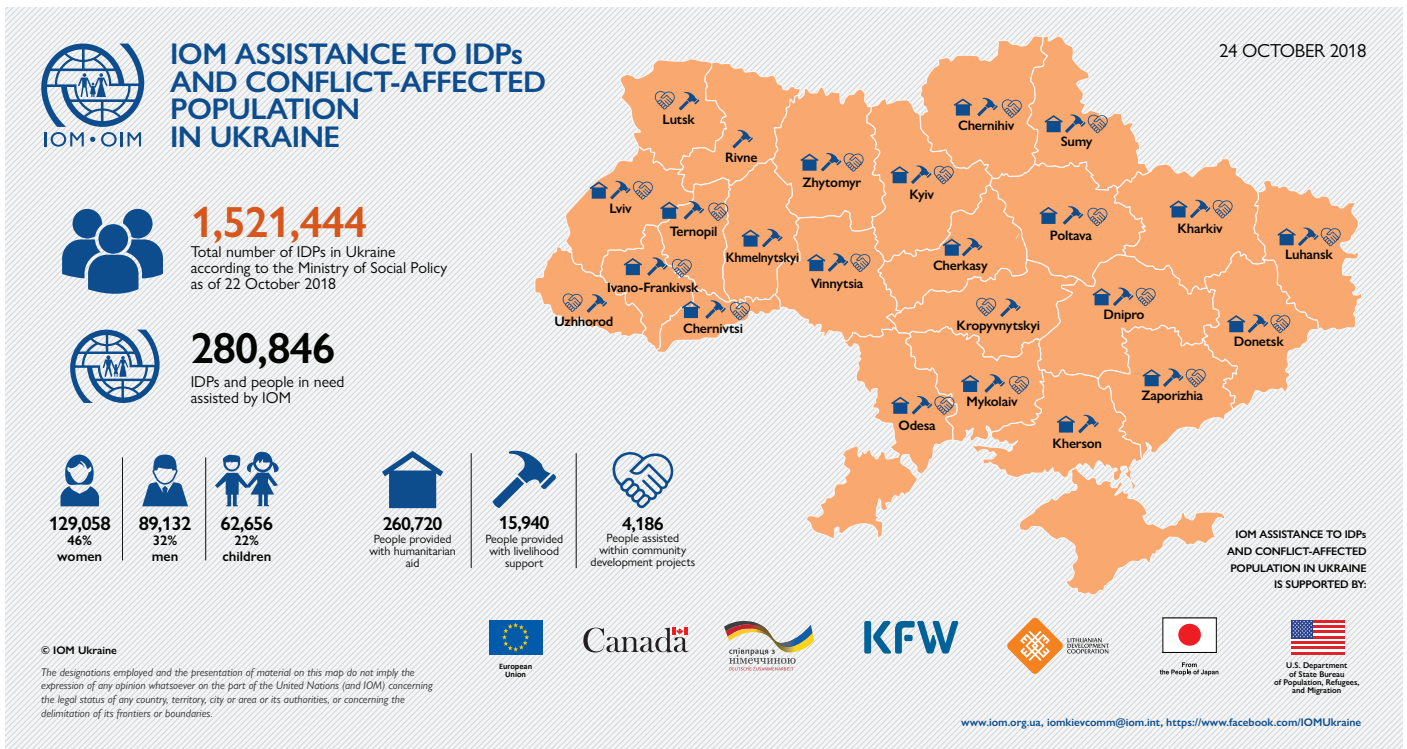 IOM ASSISTANCE TO IDPs
AND CONFLICT-AFFECTED
POPULATION
IN UKRAINE
IOM•OIM
24 OCTOBER 2018
1,521,444
Total number of IDPs in Ukraine
according to the Ministry of Social Policy
as of 22 October 2018
280,846
IDPs and people in need
assisted by IOM
129,058
46%
women
89,132
32%
men
62,656
22%
children
260,720
People provided
with humanitarian
aid
15,940
People provided
with livelihood
support
4,186
People assisted
within community
development projects
Lutsk
Rivne
Zhytomyr
Kyiv
Chernihiv
Sumy
Lviv
Ternopil
Khmelnytskyi
Vinnytsia
Cherkasy
Poltava
Kharkiv
Luhansk
Ivano-Frankivsk
Uzhhorod
Chernivtsi
Kropyvnytskyi
Dnipro
Donetsk
Odesa
Mykolaiv
Kherson
Zaporizhia
IOM ASSISTANCE TO IDPs
AND CONFLICT-AFFECTED
POPULATION IN UKRAINE
IS SUPPORTED BY:
European
Union
Canada
співпраця з
німеччиною
DEUTSCHE ZUSAMMENARBEIT
KFW
LITHUANIAN
DEVELOPMENT
COOPERATION
From
the People of Japan
U.S. Department
of State Bureau
of Population, Refugees,
and Migration
© IOM Ukraine
The designations employed and the presentation of material on this map do not imply the
expression of any opinion whatsoever on the part of the United Nations (and IOM) concerning
the legal status of any country, territory, city or area or its authorities, or concerning the
delimitation of its frontiers or boundaries.
www.iom.org.ua, iomkievcomm@iom.int, https://www.facebook.com/IOMUkraine